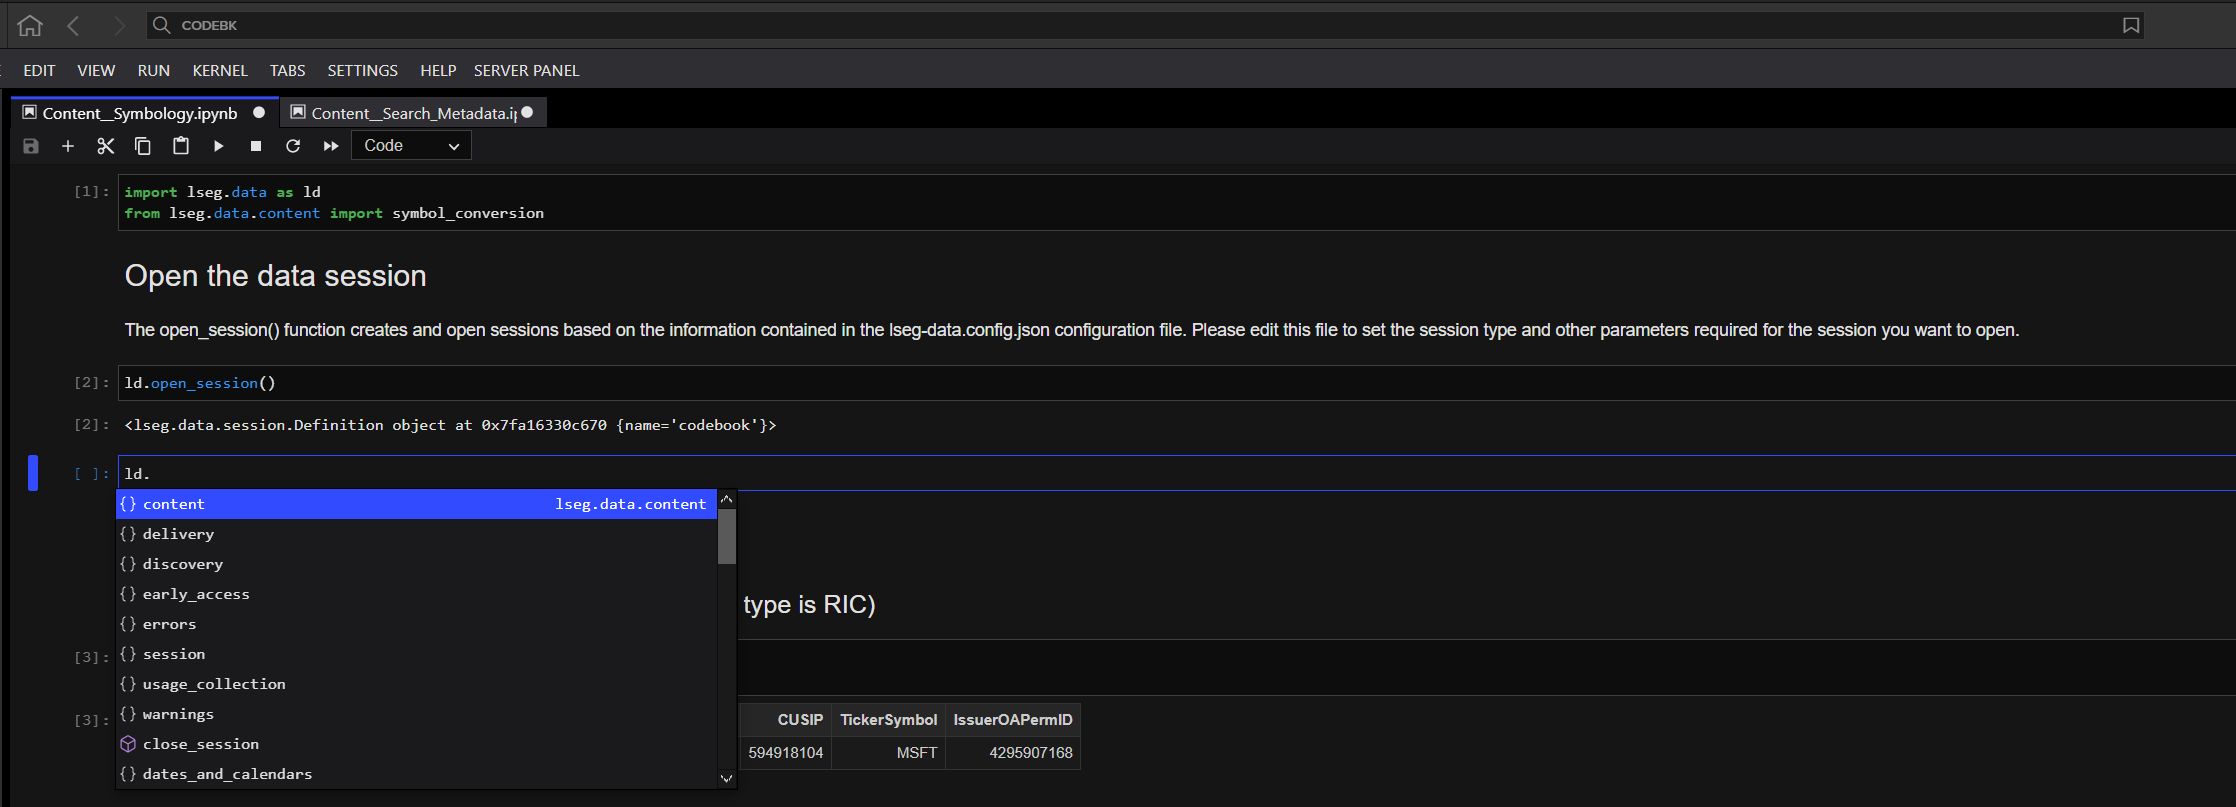 CODEBK
EDIT VIEW RUN KERNEL TABS SETTINGS HELP SERVER PANEL
Content__Symbology.ipynb Content__Search_Metadata.ip
Code
[1]: import lseg.data as ld
from lseg.data.content import symbol_conversion
Open the data session
The open_session() function creates and open sessions based on the information contained in the lseg-data.config.json configuration file. Please edit this file to set the session type and other parameters required for the session you want to open.
[2]: ld.open_session()
[2]: <lseg.data.session.Definition object at 0x7fa16330c670 {name='codebook'}>
[ ]: ld.
{} content lseg.data.content
{} delivery
{} discovery
{} early_access
type is RIC)
{} errors
[3]: {} session
{} usage_collection
[3]: {} warnings CUSIP TickerSymbol IssuerOAPermID
close_session 594918104 MSFT 4295907168
{} dates_and_calendars